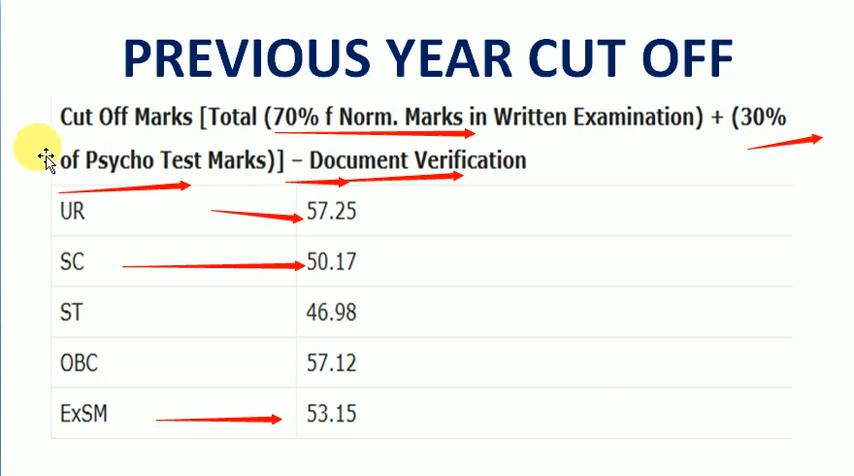 PREVIOUS YEAR CUT OFF
Cut Off Marks [Total (70% f Norm. Marks in Written Examination) + (30%
of Psycho Test Marks)] – Document Verification
UR 57.25
SC 50.17
ST 46.98
OBC 57.12
ExSM 53.15